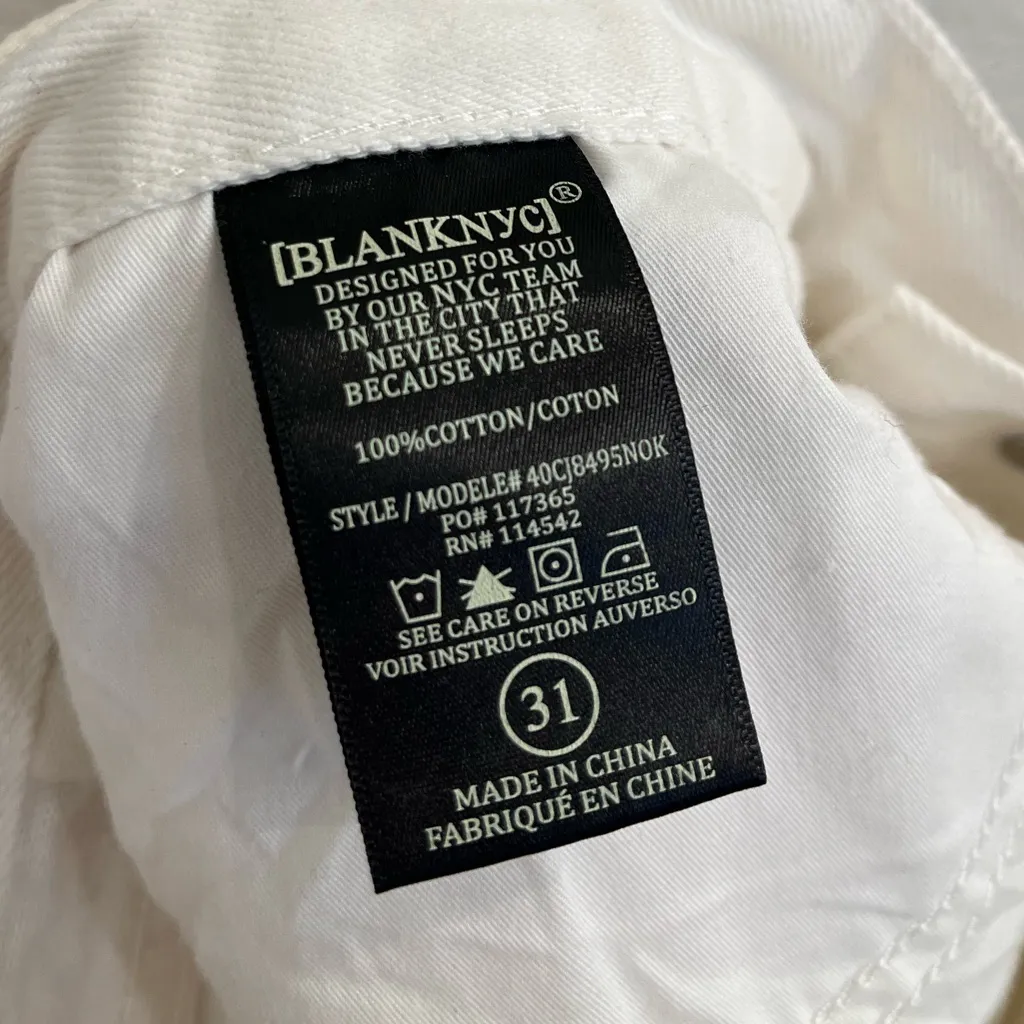 [BLANKNYC]®
DESIGNED FOR YOU
BY OUR NYC TEAM
IN THE CITY THAT
NEVER SLEEPS
BECAUSE WE CARE
100%COTTON/COTON
STYLE / MODELE# 40CJ8495NOK
PO# 117365
RN# 114542
SEE CARE ON REVERSE
VOIR INSTRUCTION AUVERSO
31
MADE IN CHINA
FABRIQUÉ EN CHINE